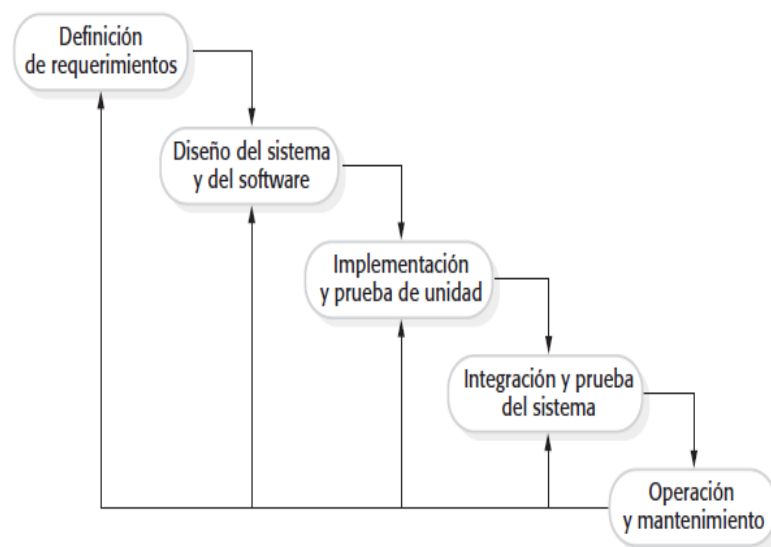 Definición
de requerimientos
Diseño del sistema
y del software
Implementación
y prueba de unidad
Integración y prueba
del sistema
Operación
y mantenimiento